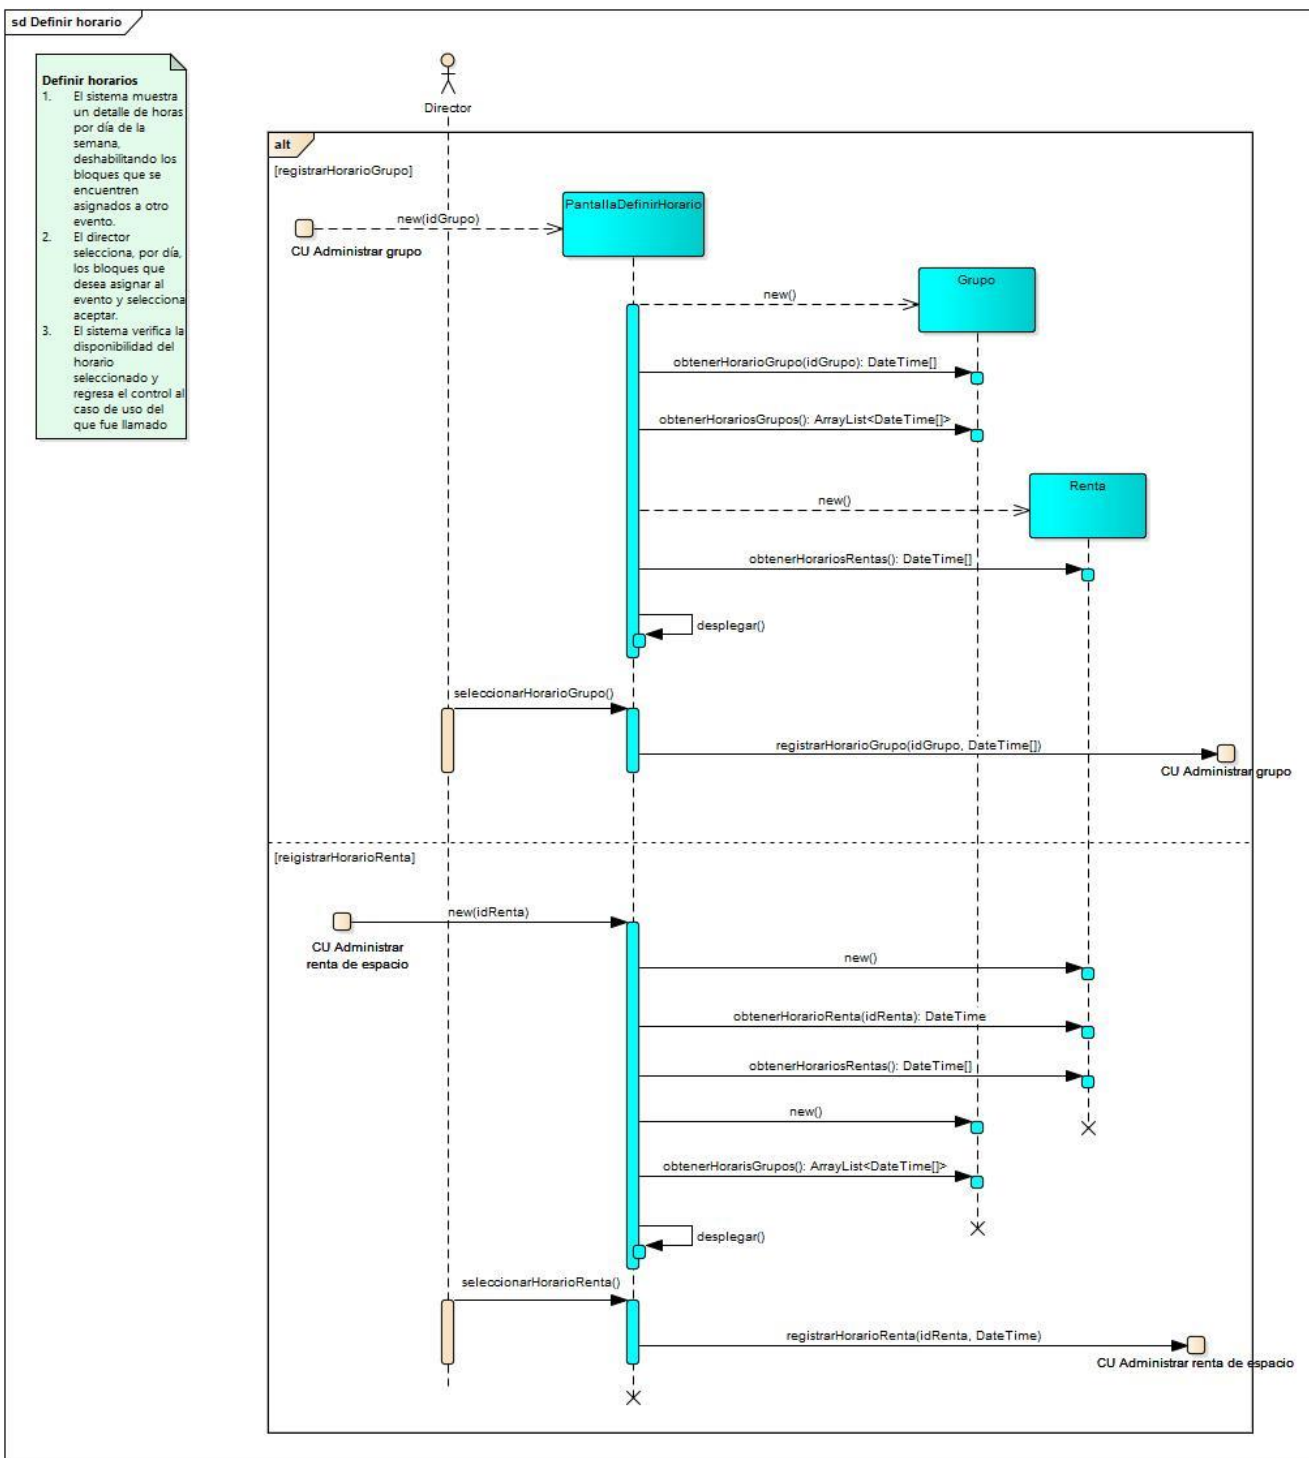 sd Definir horario
Definir horarios
1. El sistema muestra
un detalle de horas
por día de la
semana,
deshabilitando los
bloques que se
encuentren
asignados a otro
evento.
2. El director
selecciona, por día,
los bloques que
desea asignar al
evento y selecciona
aceptar.
3. El sistema verifica la
disponibilidad del
horario
seleccionado y
regresa el control al
caso de uso del
que fue llamado
Director
alt
[registrarHorarioGrupo]
PantallaDefinirHorario
new(idGrupo)
CU Administrar grupo
Grupo
new()
obtenerHorarioGrupo(idGrupo): DateTime[]
obtenerHorariosGrupos(): ArrayList<DateTime[]>
Renta
new()
obtenerHorariosRentas(): DateTime[]
desplegar()
seleccionarHorarioGrupo()
registrarHorarioGrupo(idGrupo, DateTime[])
CU Administrar grupo
[reigistrarHorarioRenta]
new(idRenta)
CU Administrar
renta de espacio
new()
obtenerHorarioRenta(idRenta): DateTime
obtenerHorariosRentas(): DateTime[]
new()
obtenerHorarisGrupos(): ArrayList<DateTime[]>
desplegar()
seleccionarHorarioRenta()
registrarHorarioRenta(idRenta, DateTime)
CU Administrar renta de espacio